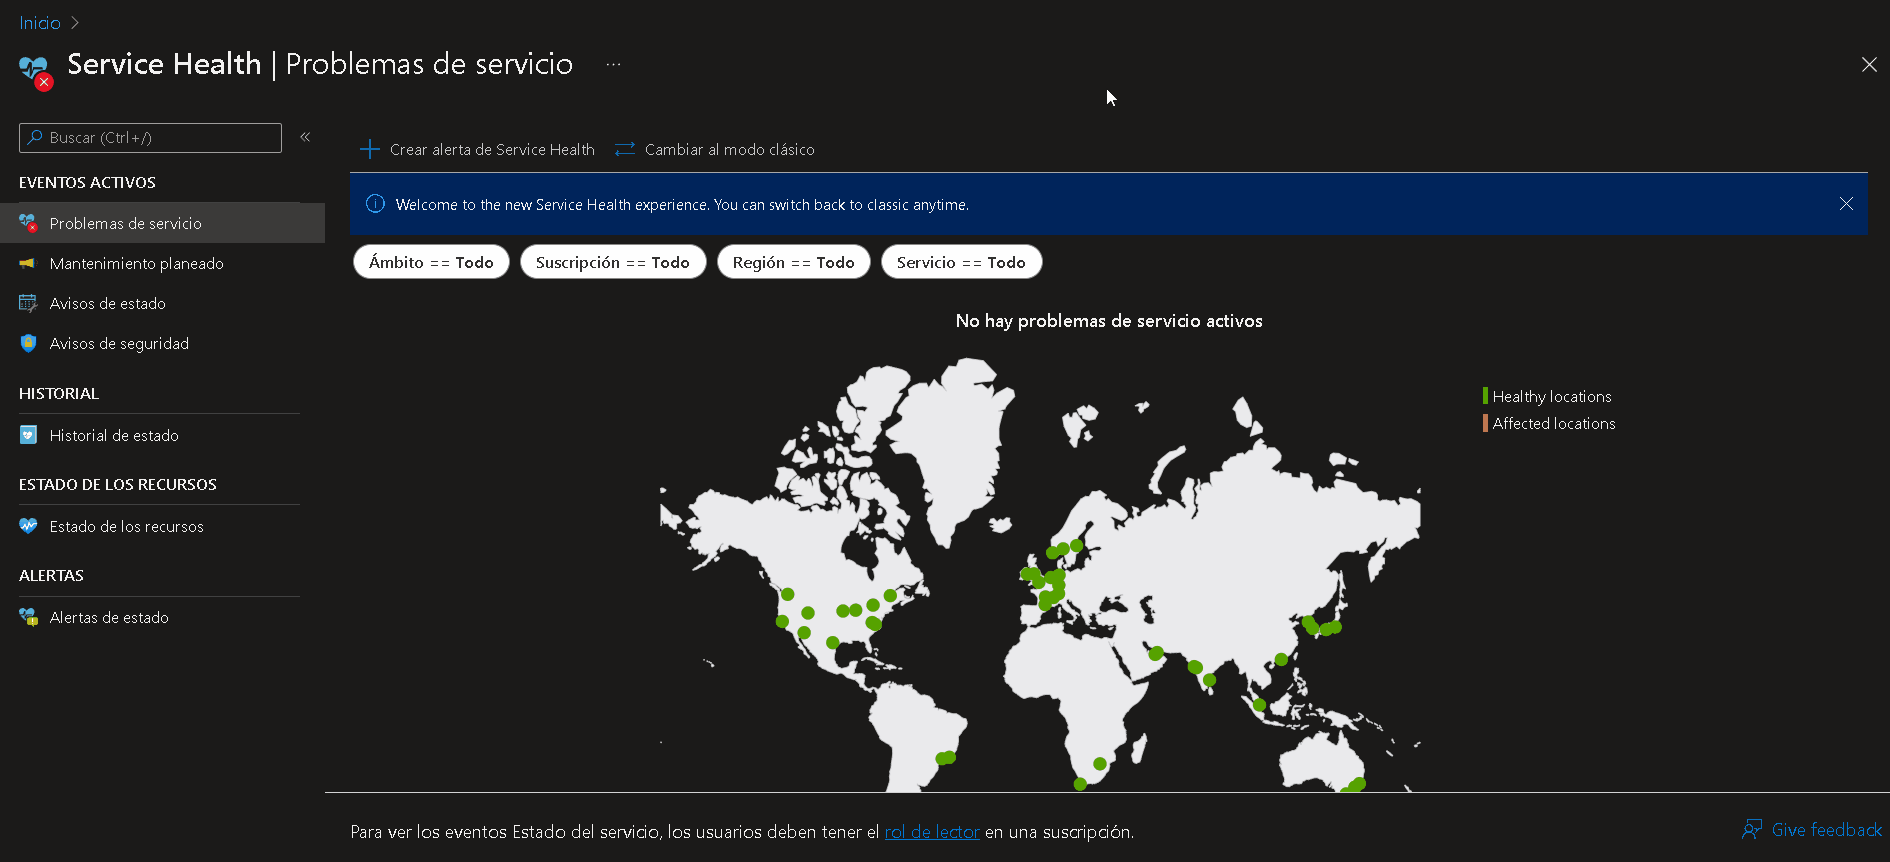 Inicio
Service Health | Problemas de servicio ...
Buscar (Ctrl+/)
EVENTOS ACTIVOS
Problemas de servicio
Mantenimiento planeado
Avisos de estado
Avisos de seguridad
HISTORIAL
Historial de estado
ESTADO DE LOS RECURSOS
Estado de los recursos
ALERTAS
Alertas de estado
Crear alerta de Service Health
Cambiar al modo clásico
Welcome to the new Service Health experience. You can switch back to classic anytime.
Ámbito == Todo
Suscripción == Todo
Región == Todo
Servicio == Todo
No hay problemas de servicio activos
Healthy locations
Affected locations
Para ver los eventos Estado del servicio, los usuarios deben tener el rol de lector en una suscripción.
Give feedback